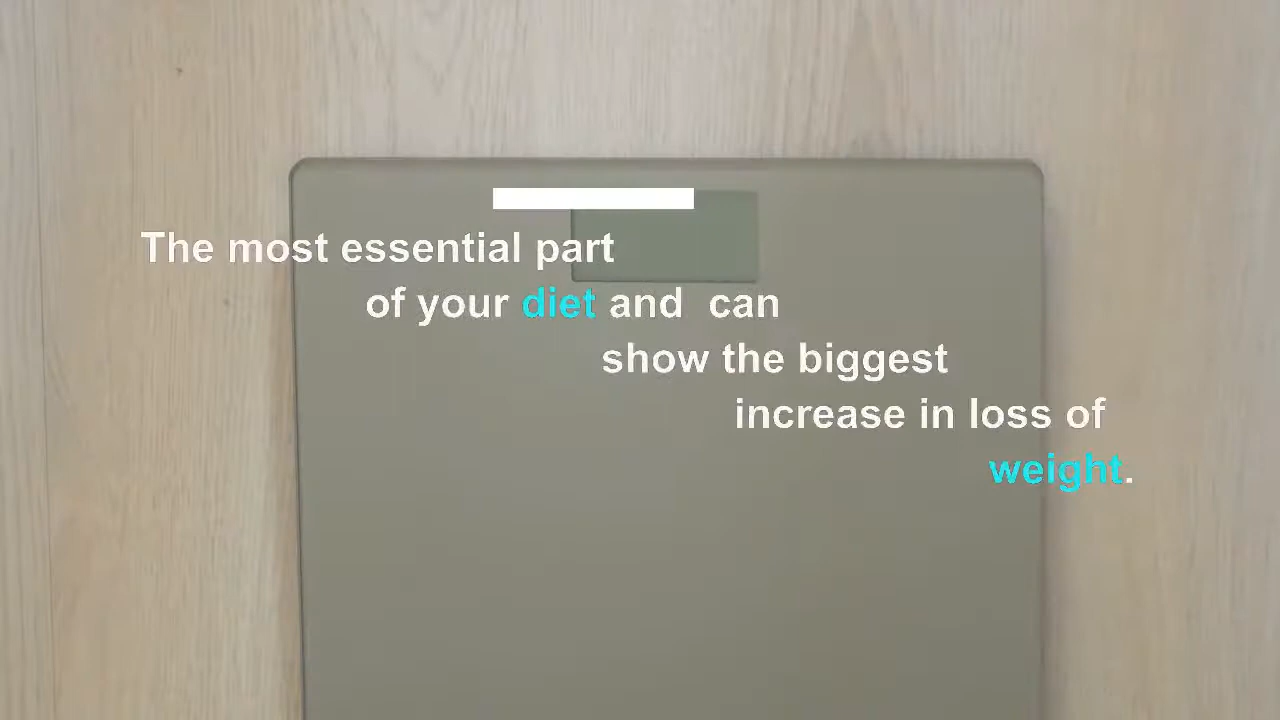 The most essential part
of your diet and can
show the biggest
increase in loss of
weight.